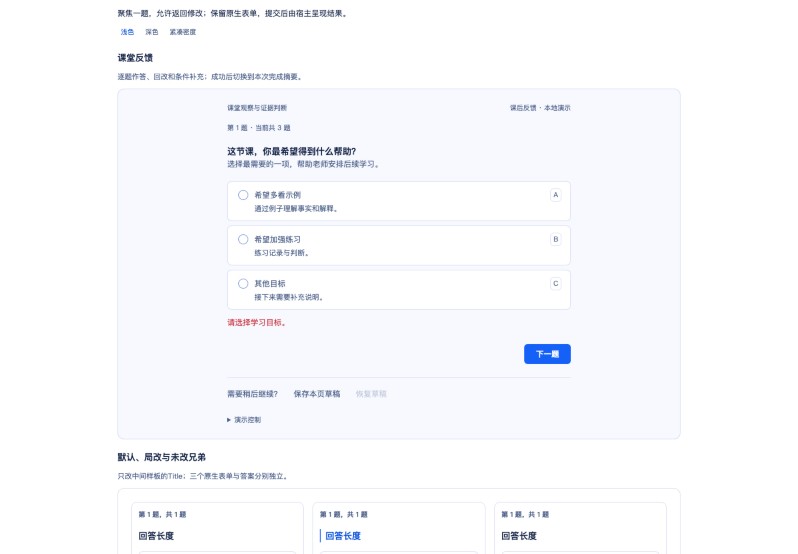 聚焦一题，允许返回修改；保留原生表单，提交后由宿主呈现结果。
浅色 深色 紧凑密度
课堂反馈
逐题作答、回改和条件补充；成功后切换到本次完成摘要。
课堂观察与证据判断 课后反馈 · 本地演示
第 1 题 · 当前共 3 题
这节课，你最希望得到什么帮助?
选择最需要的一项，帮助老师安排后续学习。
希望多看示例 A
通过例子理解事实和解释。
希望加强练习 B
练习记录与判断。
其他目标 C
接下来需要补充说明。
请选择学习目标。
下一题
需要稍后继续? 保存本页草稿 恢复草稿
▶ 演示控制
默认、局改与未改兄弟
只改中间样板的Title；三个原生表单与答案分别独立。
第 1 题，共 1 题 第 1 题，共 1 题 第 1 题，共 1 题
回答长度 回答长度 回答长度